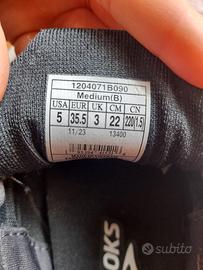 1204071B090
Medium(B)
USA EUR UK CM CN
5 35.5 3 22 220(1.5)
11/23 13400
OKS
subito